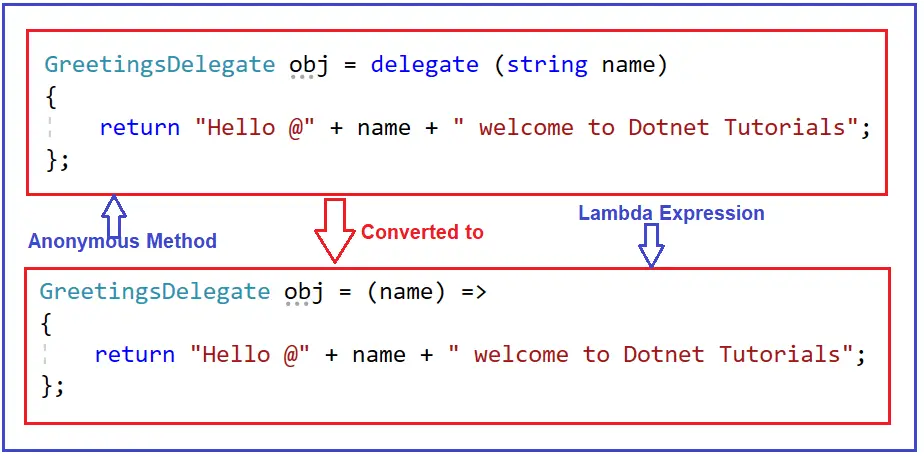 GreetingsDelegate obj = delegate (string name)
{
return "Hello @" + name + " welcome to Dotnet Tutorials";
};
Anonymous Method
Converted to
Lambda Expression
GreetingsDelegate obj = (name) =>
{
return "Hello @" + name + " welcome to Dotnet Tutorials";
};